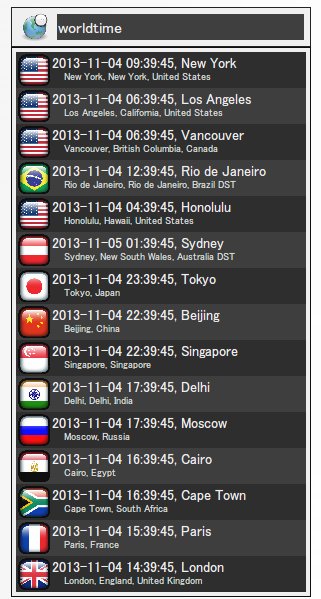 worldtime
2013-11-04 09:39:45, New York
New York, New York, United States
2013-11-04 06:39:45, Los Angeles
Los Angeles, California, United States
2013-11-04 06:39:45, Vancouver
Vancouver, British Columbia, Canada
2013-11-04 12:39:45, Rio de Janeiro
Rio de Janeiro, Rio de Janeiro, Brazil DST
2013-11-04 04:39:45, Honolulu
Honolulu, Hawaii, United States
2013-11-05 01:39:45, Sydney
Sydney, New South Wales, Australia DST
2013-11-04 23:39:45, Tokyo
Tokyo, Japan
2013-11-04 22:39:45, Beijing
Beijing, China
2013-11-04 22:39:45, Singapore
Singapore, Singapore
2013-11-04 17:39:45, Delhi
Delhi, Delhi, India
2013-11-04 17:39:45, Moscow
Moscow, Russia
2013-11-04 16:39:45, Cairo
Cairo, Egypt
2013-11-04 16:39:45, Cape Town
Cape Town, South Africa
2013-11-04 15:39:45, Paris
Paris, France
2013-11-04 14:39:45, London
London, England, United Kingdom